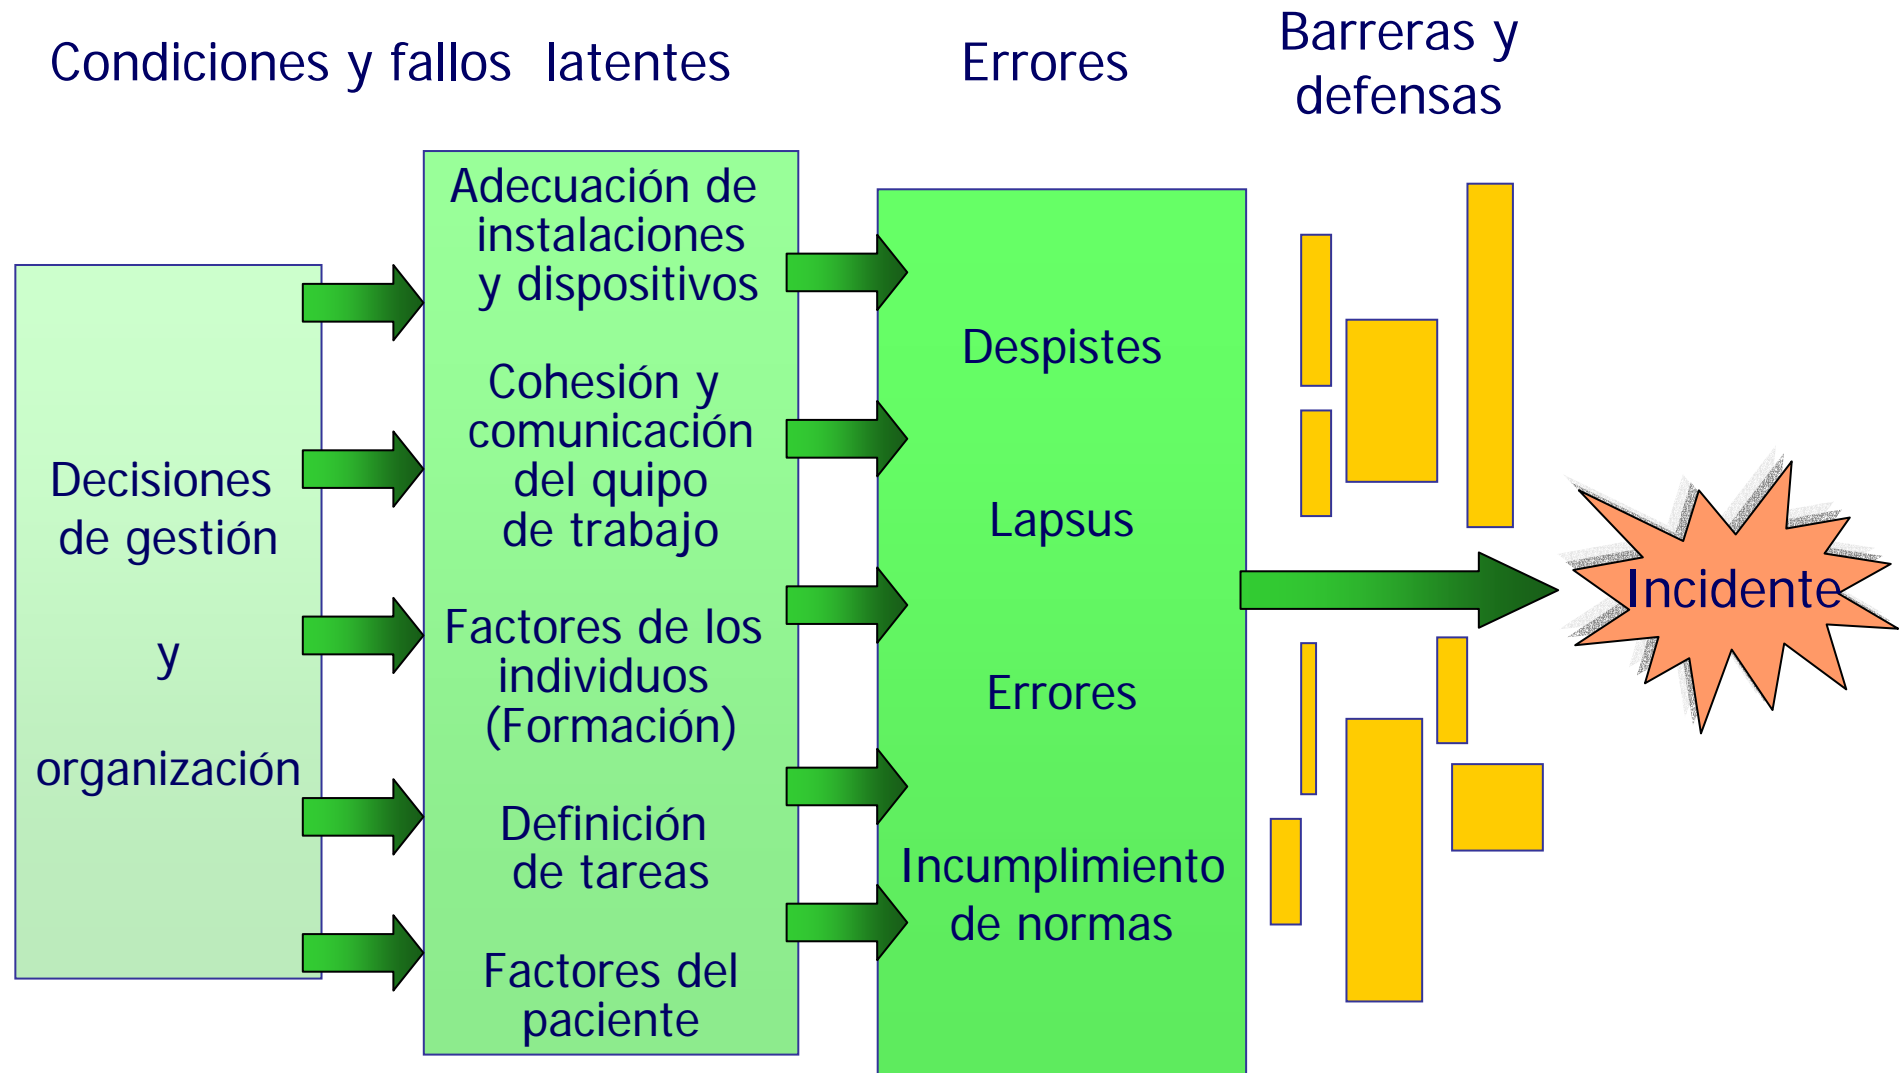 Condiciones y fallos latentes
Errores
Barreras y
defensas
Decisiones
de gestión
y
organización
Adecuación de
instalaciones
y dispositivos
Cohesión y
comunicación
del quipo
de trabajo
Factores de los
individuos
(Formación)
Definición
de tareas
Factores del
paciente
Despistes
Lapsus
Errores
Incumplimiento
de normas
Incidente